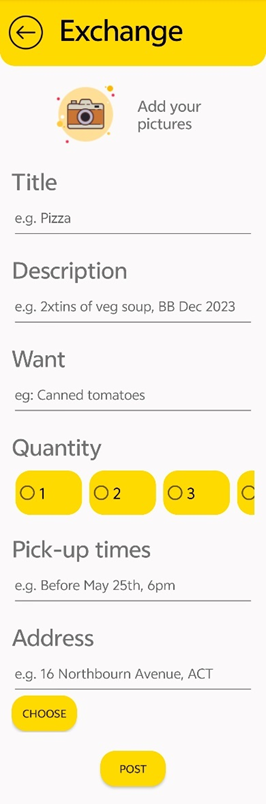 Exchange
Add your
pictures
Title
e.g. Pizza
Description
e.g. 2xtins of veg soup, BB Dec 2023
Want
eg: Canned tomatoes
Quantity
1 2 3
Pick-up times
e.g. Before May 25th, 6pm
Address
e.g. 16 Northbourn Avenue, ACT
CHOOSE
POST